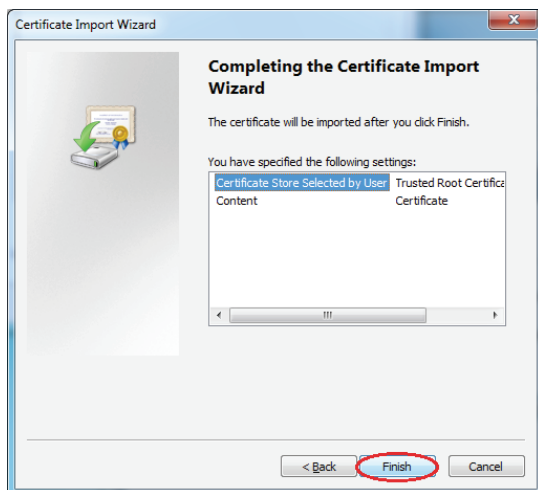 Certificate Import Wizard
Completing the Certificate Import
Wizard
The certificate will be imported after you click Finish.
You have specified the following settings:
Certificate Store Selected by User Trusted Root Certifica
Content Certificate
< Back Finish Cancel